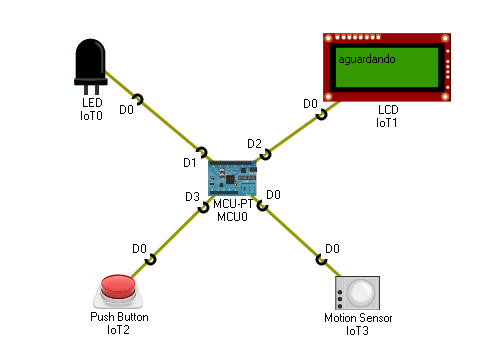 aguardando
LED
IoT0
D0
D0
LCD
IoT1
D1
D2
D3
D0
MCU-PT
MCU0
D0
D0
Push Button
IoT2
Motion Sensor
IoT3